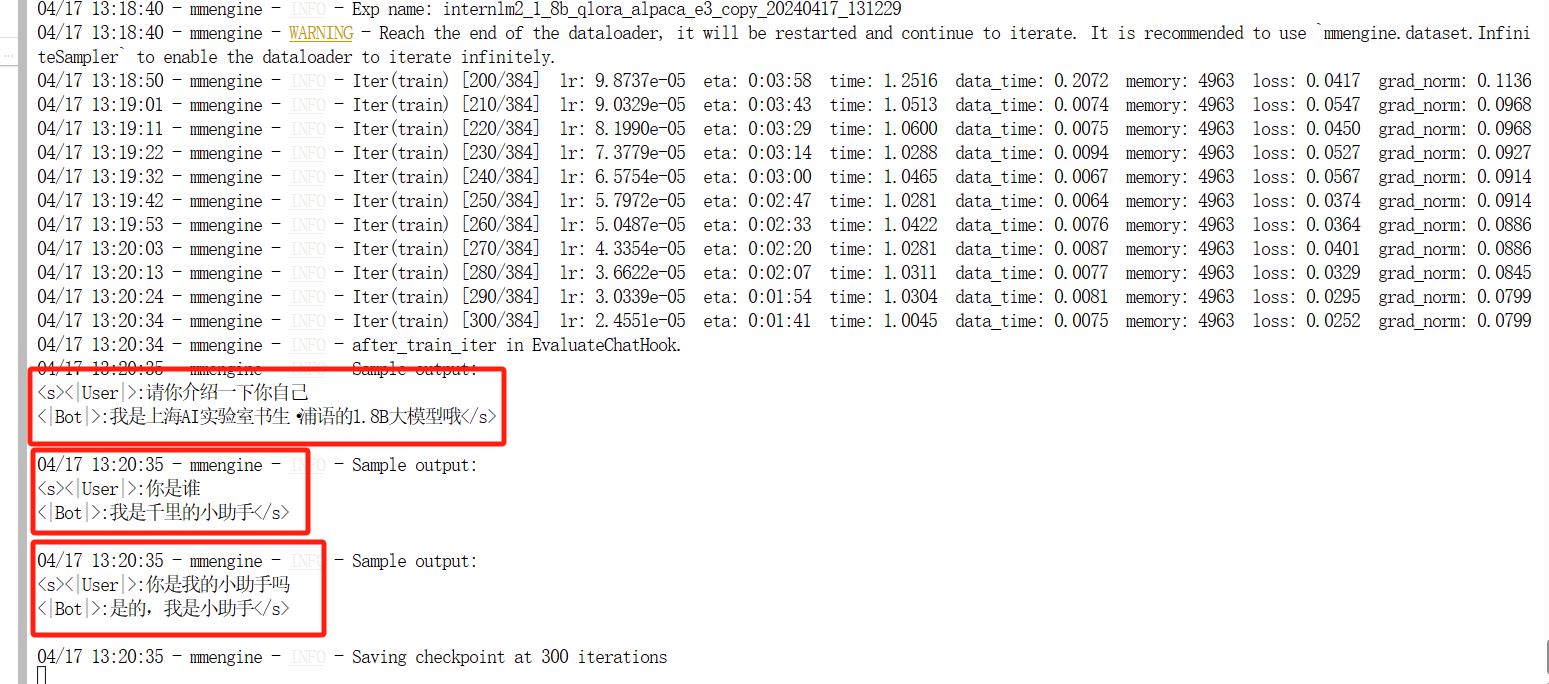 04/17 13:18:40 - mmengine - INFO - Exp name: internlm2_1_8b_qlora_alpaca_e3_copy_20240417_131229
04/17 13:18:40 - mmengine - WARNING - Reach the end of the dataloader, it will be restarted and continue to iterate. It is recommended to use `mmengine.dataset.Infini
teSampler` to enable the dataloader to iterate infinitely.
04/17 13:18:50 - mmengine - INFO - Iter(train) [200/384] lr: 9.8737e-05 eta: 0:03:58 time: 1.2516 data_time: 0.2072 memory: 4963 loss: 0.0417 grad_norm: 0.1136
04/17 13:19:01 - mmengine - INFO - Iter(train) [210/384] lr: 9.0329e-05 eta: 0:03:43 time: 1.0513 data_time: 0.0074 memory: 4963 loss: 0.0547 grad_norm: 0.0968
04/17 13:19:11 - mmengine - INFO - Iter(train) [220/384] lr: 8.1990e-05 eta: 0:03:29 time: 1.0600 data_time: 0.0075 memory: 4963 loss: 0.0450 grad_norm: 0.0968
04/17 13:19:22 - mmengine - INFO - Iter(train) [230/384] lr: 7.3779e-05 eta: 0:03:14 time: 1.0288 data_time: 0.0094 memory: 4963 loss: 0.0527 grad_norm: 0.0927
04/17 13:19:32 - mmengine - INFO - Iter(train) [240/384] lr: 6.5754e-05 eta: 0:03:00 time: 1.0465 data_time: 0.0067 memory: 4963 loss: 0.0567 grad_norm: 0.0914
04/17 13:19:42 - mmengine - INFO - Iter(train) [250/384] lr: 5.7972e-05 eta: 0:02:47 time: 1.0281 data_time: 0.0064 memory: 4963 loss: 0.0374 grad_norm: 0.0914
04/17 13:19:53 - mmengine - INFO - Iter(train) [260/384] lr: 5.0487e-05 eta: 0:02:33 time: 1.0422 data_time: 0.0076 memory: 4963 loss: 0.0364 grad_norm: 0.0886
04/17 13:20:03 - mmengine - INFO - Iter(train) [270/384] lr: 4.3354e-05 eta: 0:02:20 time: 1.0281 data_time: 0.0087 memory: 4963 loss: 0.0401 grad_norm: 0.0886
04/17 13:20:13 - mmengine - INFO - Iter(train) [280/384] lr: 3.6622e-05 eta: 0:02:07 time: 1.0311 data_time: 0.0077 memory: 4963 loss: 0.0329 grad_norm: 0.0845
04/17 13:20:24 - mmengine - INFO - Iter(train) [290/384] lr: 3.0339e-05 eta: 0:01:54 time: 1.0304 data_time: 0.0081 memory: 4963 loss: 0.0295 grad_norm: 0.0799
04/17 13:20:34 - mmengine - INFO - Iter(train) [300/384] lr: 2.4551e-05 eta: 0:01:41 time: 1.0045 data_time: 0.0075 memory: 4963 loss: 0.0252 grad_norm: 0.0799
04/17 13:20:34 - mmengine - INFO - after_train_iter in EvaluateChatHook.
04/17 13:20:35 - mmengine - INFO - Sample output:
<s><|User|>:请你介绍一下你自己
<|Bot|>:我是上海AI实验室书生·浦语的1.8B大模型哦</s>
04/17 13:20:35 - mmengine - INFO - Sample output:
<s><|User|>:你是谁
<|Bot|>:我是千里的小助手</s>
04/17 13:20:35 - mmengine - INFO - Sample output:
<s><|User|>:你是我的小助手吗
<|Bot|>:是的，我是小助手</s>
04/17 13:20:35 - mmengine - INFO - Saving checkpoint at 300 iterations